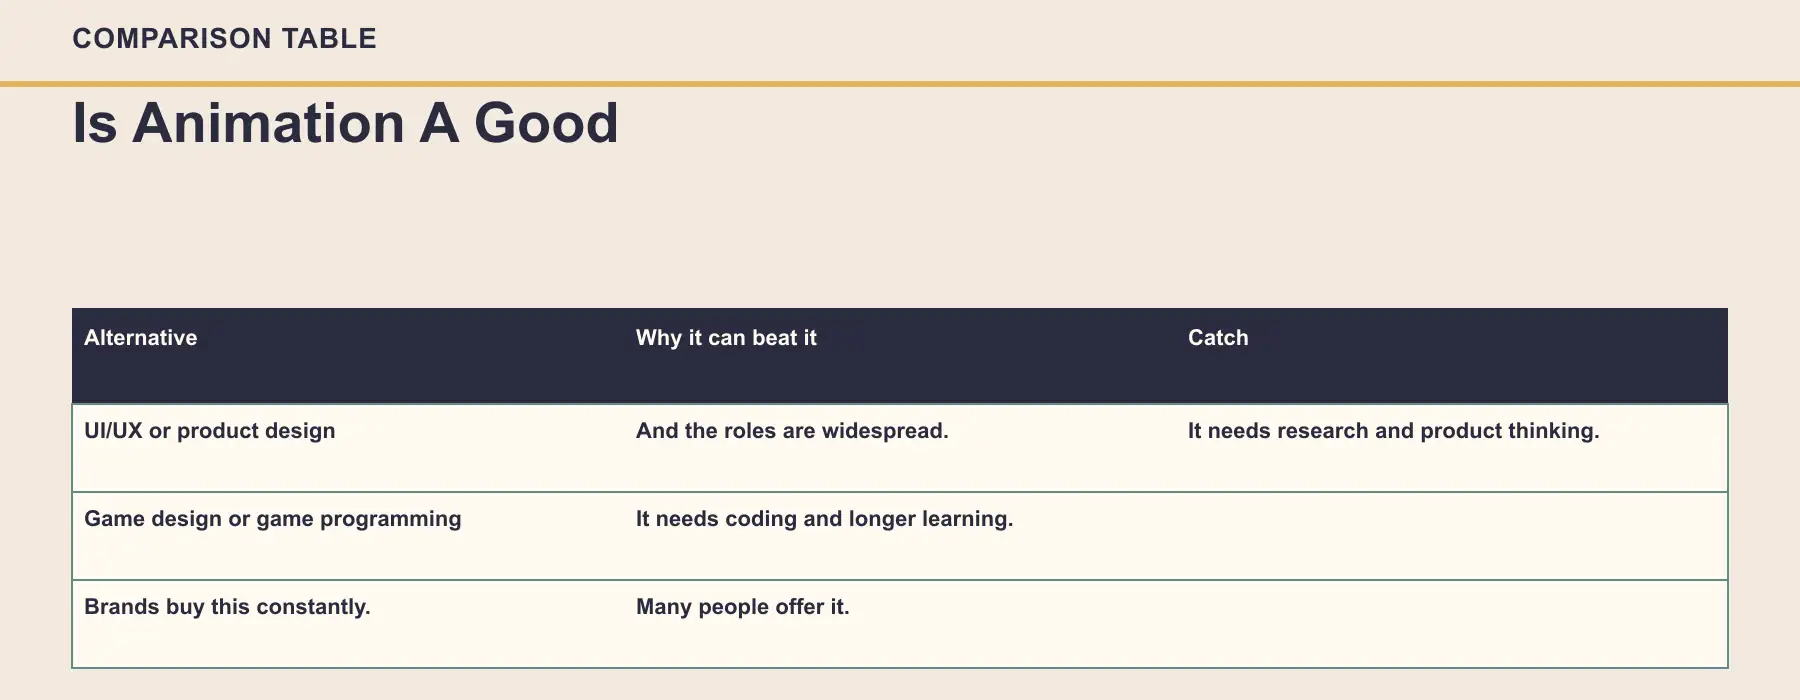 COMPARISON TABLE
Is Animation A Good
Alternative Why it can beat it Catch
UI/UX or product design And the roles are widespread. It needs research and product thinking.
Game design or game programming It needs coding and longer learning.
Brands buy this constantly. Many people offer it.